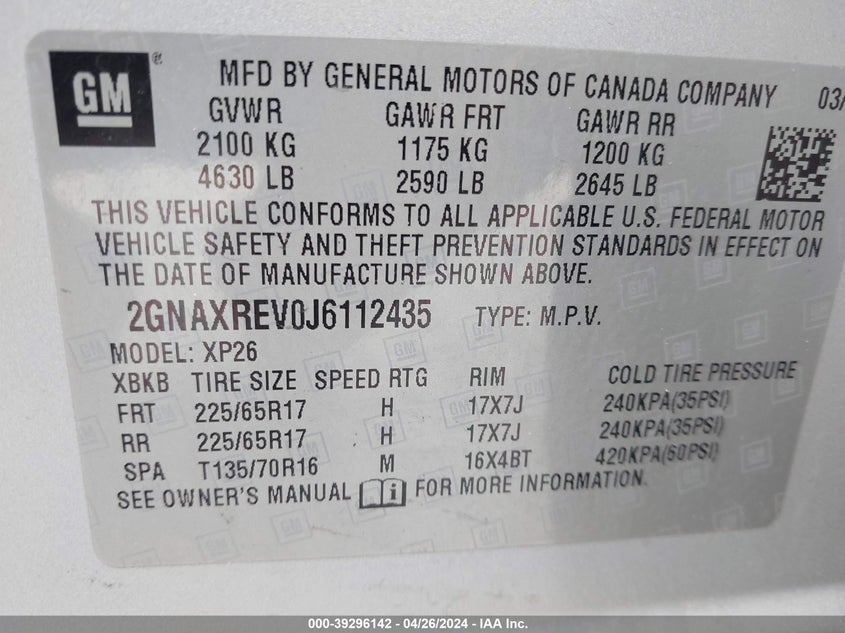 GM ®
MFD BY GENERAL MOTORS OF CANADA COMPANY 03/
GVWR GAWR FRT GAWR RR
2100 KG 1175 KG 1200 KG
4630 LB 2590 LB 2645 LB
THIS VEHICLE CONFORMS TO ALL APPLICABLE U.S. FEDERAL MOTOR
VEHICLE SAFETY AND THEFT PREVENTION STANDARDS IN EFFECT ON
THE DATE OF MANUFACTURE SHOWN ABOVE.
2GNAXREV0J6112435 TYPE: M.P.V.
MODEL: XP26
XBKB TIRE SIZE SPEED RTG RIM COLD TIRE PRESSURE
FRT 225/65R17 H 17X7J 240KPA(35PSI)
RR 225/65R17 H 17X7J 240KPA(35PSI)
SPA T135/70R16 M 16X4BT 420KPA(60PSI)
SEE OWNER'S MANUAL i FOR MORE INFORMATION.
000-39296142 - 04/26/2024 - IAA Inc.